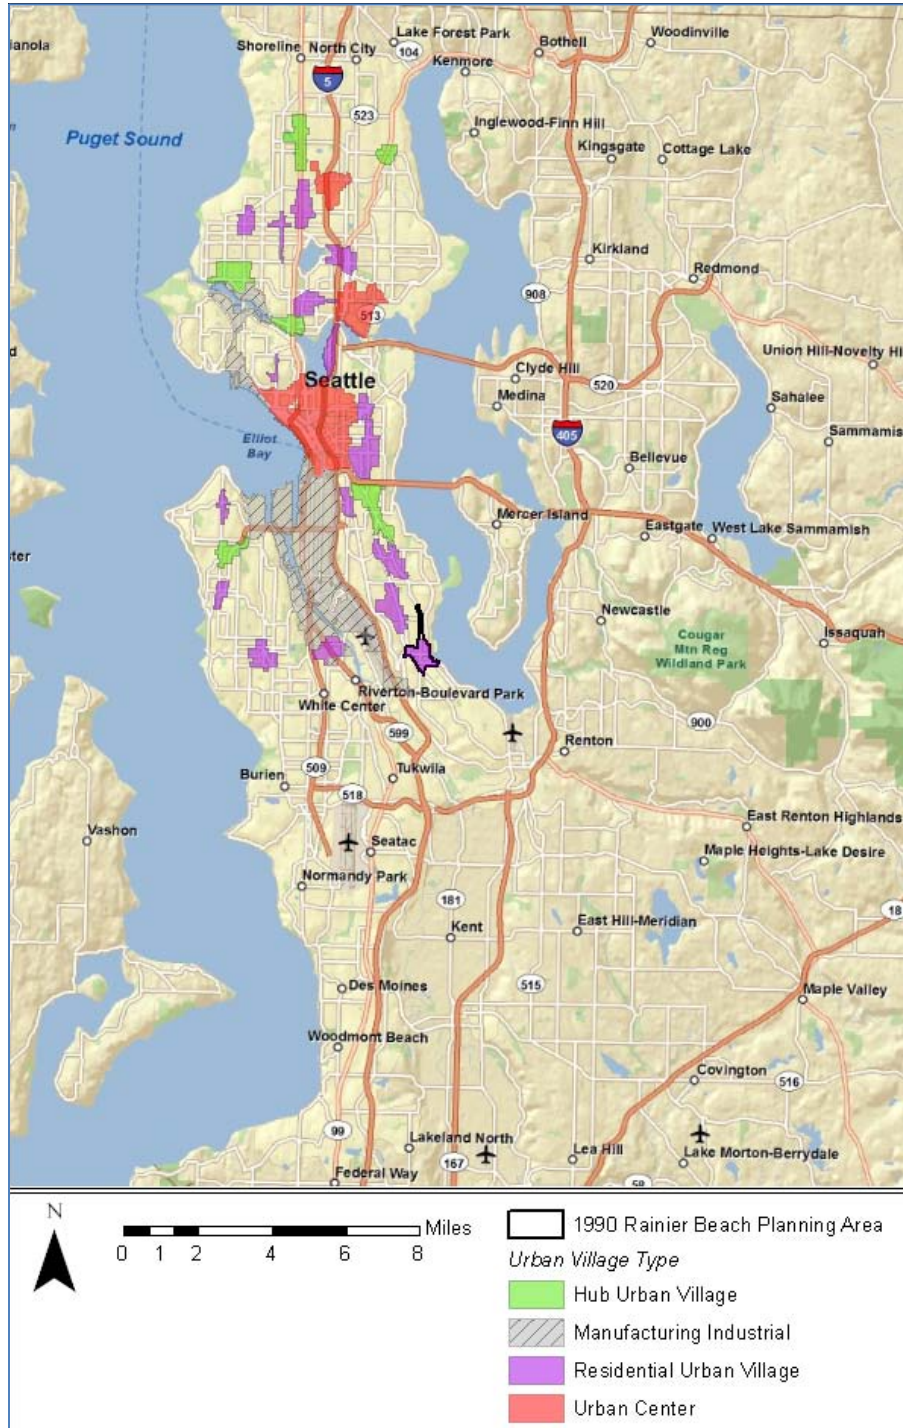 Lake Forest Park
Woodinville
Bothell
Shoreline
North City
104
Kenmore
5
523
Inglewood-Finn Hill
Puget Sound
Kingsgate
Cottage Lake
Kirkland
Redmond
908
513
Union Hill-Novelty Hi
Clyde Hill
520
Seattle
Medina
Sahalee
405
Sammamis
Elliot
Bay
Bellevue
Mercer Island
Eastgate
West Lake Sammamish
Newcastle
Cougar
Mtn Reg
Wildland Park
Issaquah
Riverton-Boulevard Park
White Center
900
599
Renton
509
Tukwila
Burien
518
East Renton Highlands
Vashon
Seatac
Maple Heights-Lake Desire
Normandy Park
181
18
Kent
East Hill-Meridian
515
Des Moines
Maple Valley
Woodmont Beach
Covington
516
99
Lakeland North
167
Lea Hill
Lake Morton-Berrydale
Federal Way
N
Miles
0 1 2 4 6 8
1990 Rainier Beach Planning Area
Urban Village Type
Hub Urban Village
Manufacturing Industrial
Residential Urban Village
Urban Center